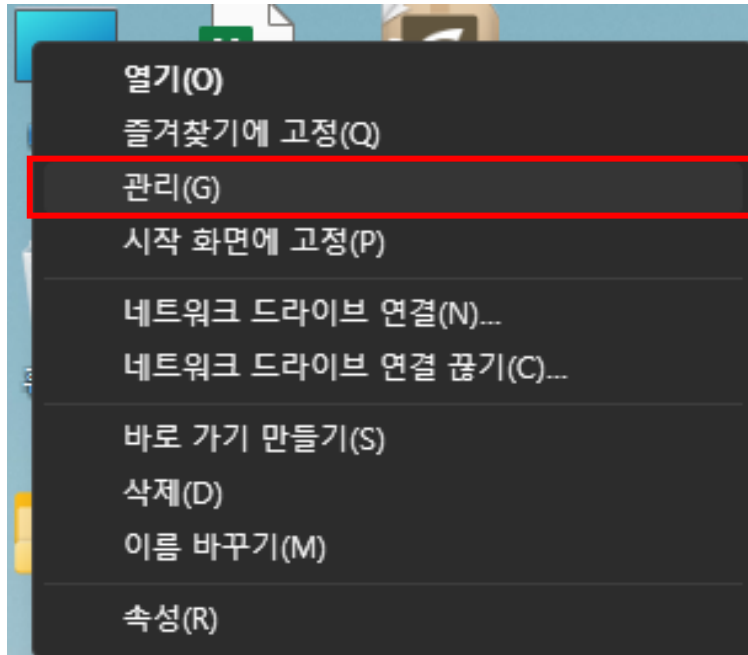 열기(O)
즐겨찾기에 고정(Q)
관리(G)
시작 화면에 고정(P)
네트워크 드라이브 연결(N)...
네트워크 드라이브 연결 끊기(C)...
바로 가기 만들기(S)
삭제(D)
이름 바꾸기(M)
속성(R)